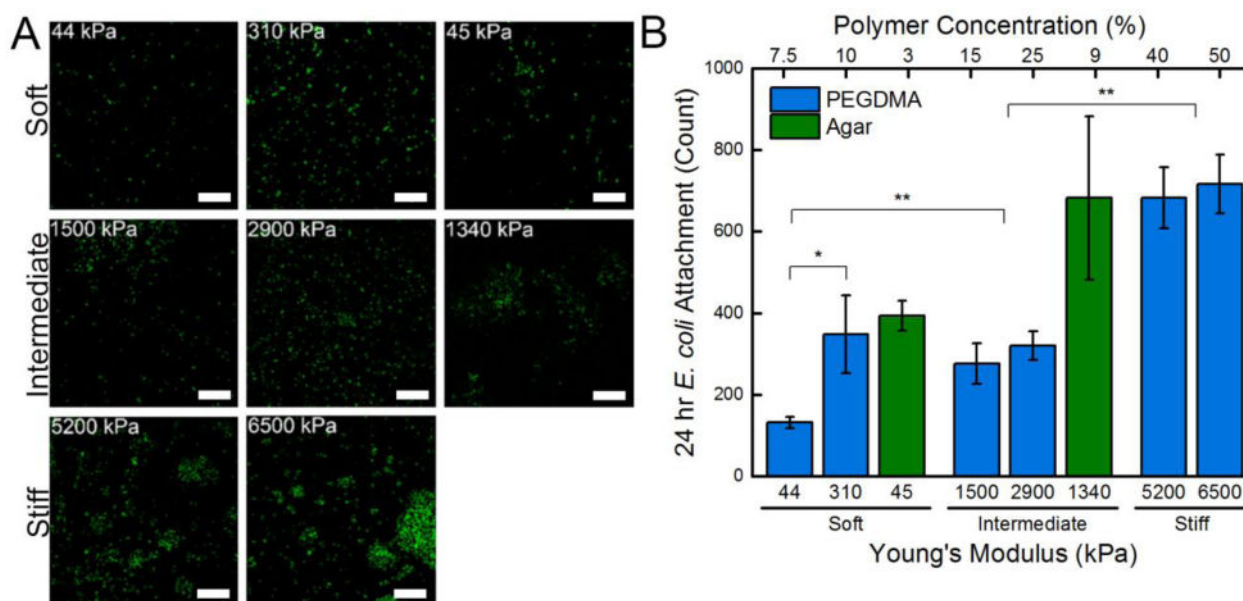 A
Soft
44 kPa
310 kPa
45 kPa
Intermediate
1500 kPa
2900 kPa
1340 kPa
Stiff
5200 kPa
6500 kPa
B
Polymer Concentration (%)
7.5 10 3 15 25 9 40 50
24 hr E. coli Attachment (Count)
1000
800
600
400
200
0
PEGDMA
Agar
*
**
**
44 310 45 1500 2900 1340 5200 6500
Soft Intermediate Stiff
Young's Modulus (kPa)